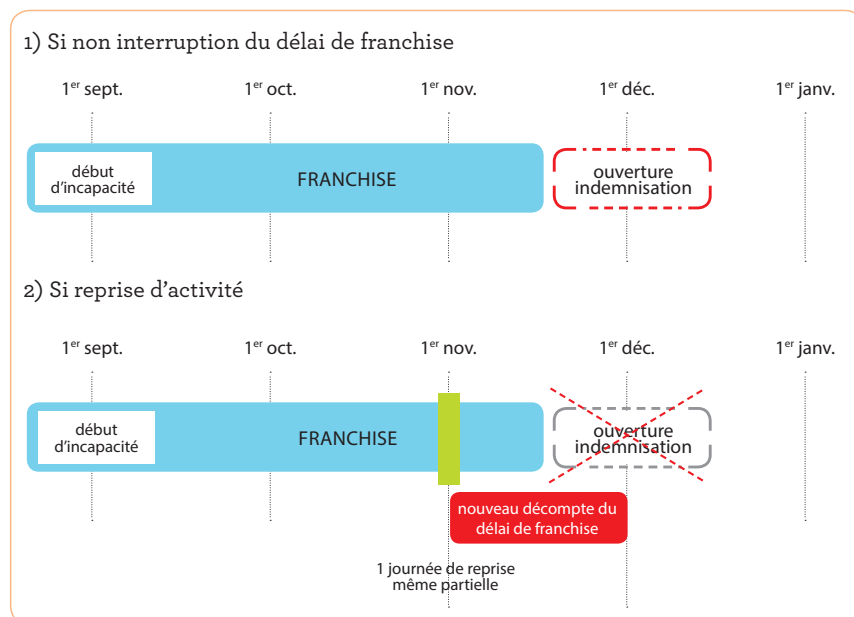 1) Si non interruption du délai de franchise
1er sept. 1er oct. 1er nov. 1er déc. 1er janv.
début
d'incapacité
FRANCHISE
ouverture
indemnisation
2) Si reprise d'activité
1er sept. 1er oct. 1er nov. 1er déc. 1er janv.
début
d'incapacité
FRANCHISE
ouverture
indemnisation
nouveau décompte du
délai de franchise
1 journée de reprise
même partielle